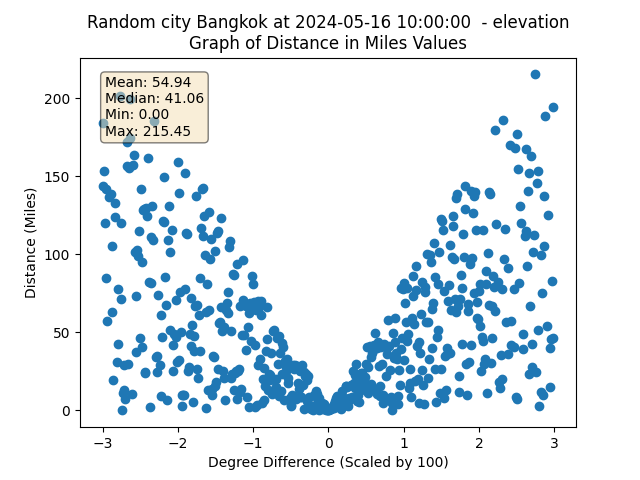 Random city Bangkok at 2024-05-16 10:00:00  - elevation
Graph of Distance in Miles Values
Mean: 54.94
Median: 41.06
Min: 0.00
Max: 215.45
200
150
100
50
0
Distance (Miles)
−3 −2 −1 0 1 2 3
Degree Difference (Scaled by 100)